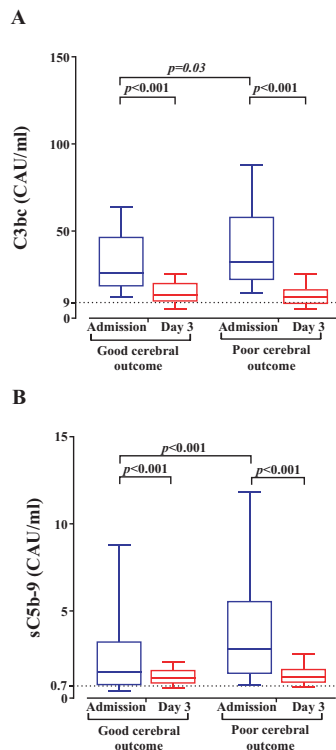 A
150
p=0.03
p<0.001
p<0.001
100
C3bc (CAU/ml)
50
9
0
Admission Day 3 Admission Day 3
Good cerebral outcome
Poor cerebral outcome
B
15
p<0.001
p<0.001
p<0.001
10
sC5b-9 (CAU/ml)
5
0.7
0
Admission Day 3 Admission Day 3
Good cerebral outcome
Poor cerebral outcome